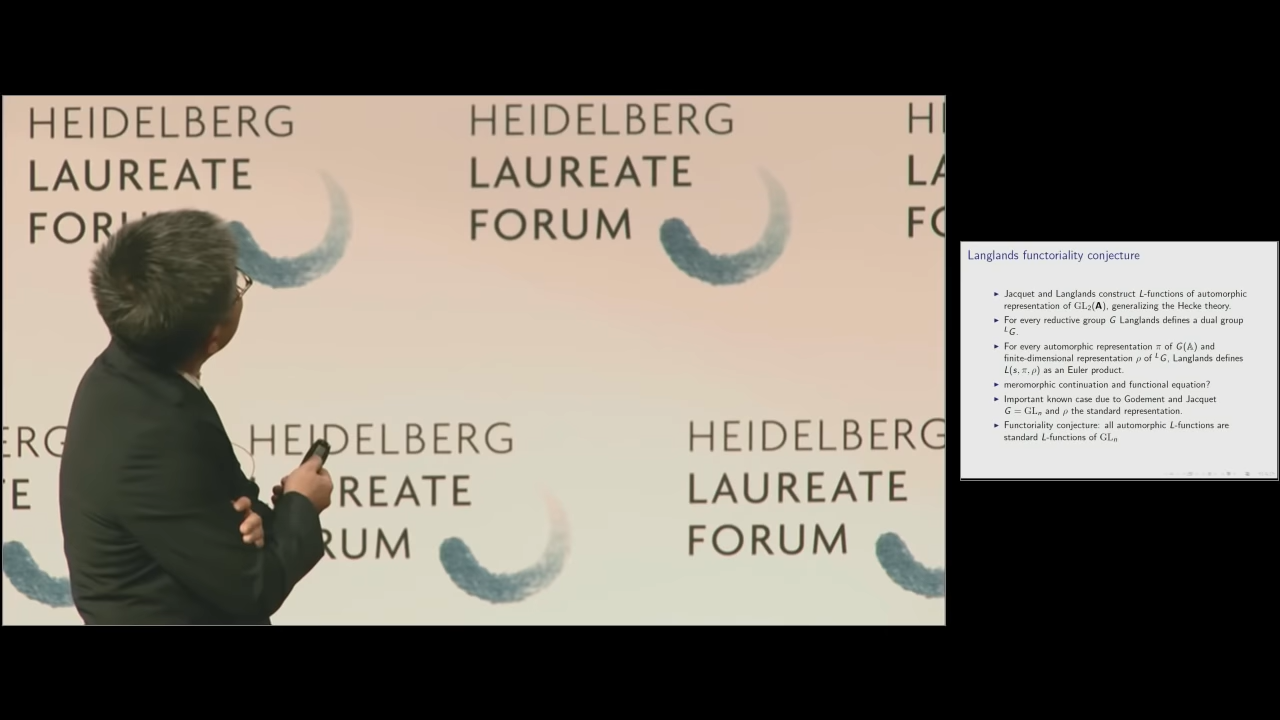 HEIDELBERG
LAUREATE
FORUM
HEIDELBERG
LAUREATE
FORUM
HEIDELBERG
LAUREATE
FORUM
HEIDELBERG
LAUREATE
FORUM
Langlands functoriality conjecture
▸ Jacquet and Langlands construct L-functions of automorphic
representation of GL₂(A), generalizing the Hecke theory.
▸ For every reductive group G Langlands defines a dual group
ᴸG.
▸ For every automorphic representation π of G(𝔸) and
finite-dimensional representation ρ of ᴸG, Langlands defines
L(s, π, ρ) as an Euler product.
▸ meromorphic continuation and functional equation?
▸ Important known case due to Godement and Jacquet
G = GLₙ and ρ the standard representation.
▸ Functoriality conjecture: all automorphic L-functions are
standard L-functions of GLₙ